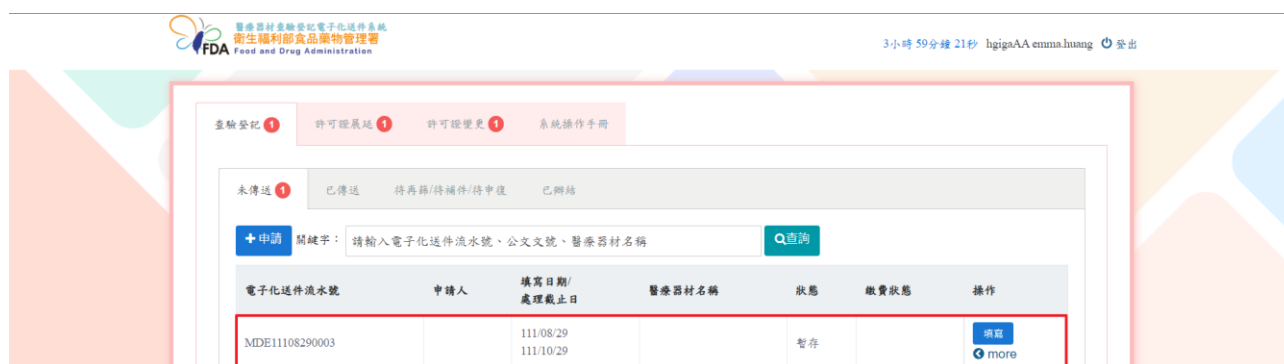 醫療器材查驗登記電子化送件系統
衛生福利部食品藥物管理署
FDA Food and Drug Administration
3小時 59分鐘 21秒 hgigaAA emma.huang 登出
查驗登記 1 許可證展延 1 許可證變更 1 系統操作手冊
未傳送 1 已傳送 待再篩/待補件/待申復 已辦結
+申請 關鍵字: 請輸入電子化送件流水號、公文文號、醫療器材名稱 查詢
電子化送件流水號 申請人 填寫日期/ 醫療器材名稱 狀態 繳費狀態 操作
處理截止日
MDE11108290003 111/08/29 暫存 填寫
111/10/29 more